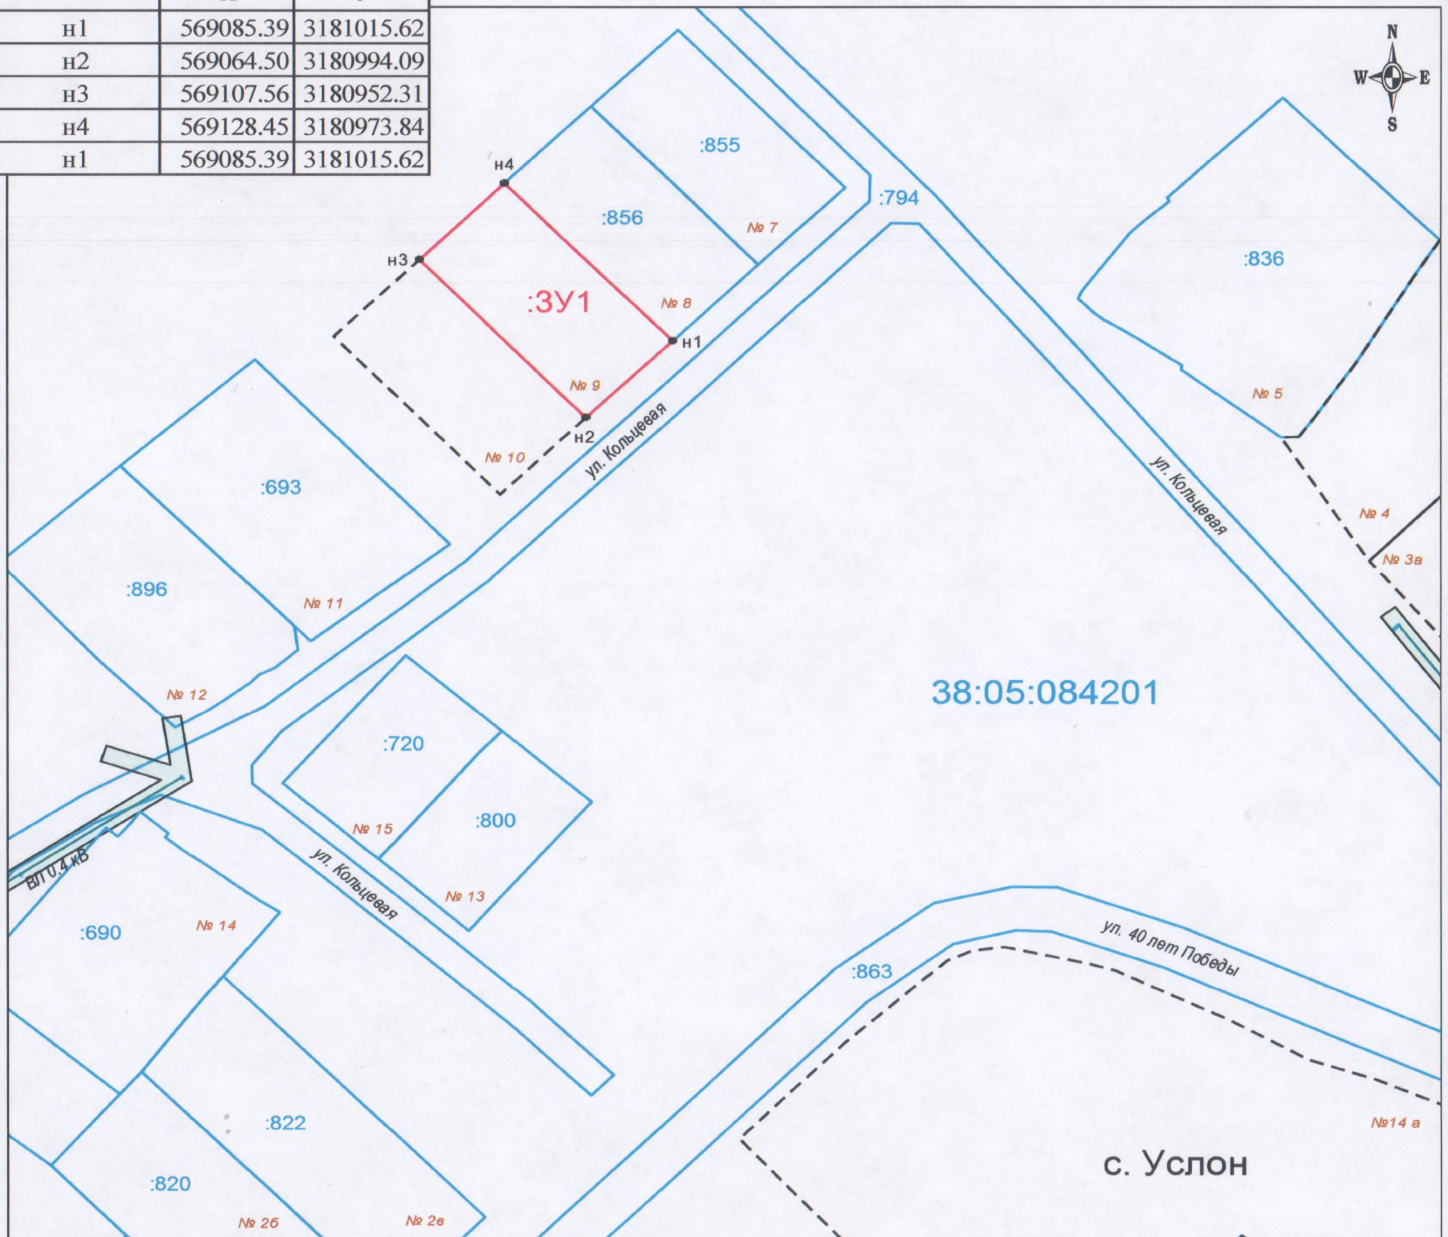 н1 569085.39 3181015.62
н2 569064.50 3180994.09
н3 569107.56 3180952.31
н4 569128.45 3180973.84
н1 569085.39 3181015.62
N
W E
S
:855
н4
:794
:856
№ 7
н3
:836
:ЗУ1
№ 8
н1
№ 9
№ 5
н2
ул. Кольцевая
№ 10
:693
ул. Кольцевая
№ 4
№ 3а
:896
№ 11
№ 12
38:05:084201
:720
№ 15
:800
ВЛ 0.4 кВ
ул. Кольцевая
№ 13
:690
№ 14
ул. 40 лет Победы
:863
:822
№14 а
с. Услон
:820
№ 2б
№ 2в